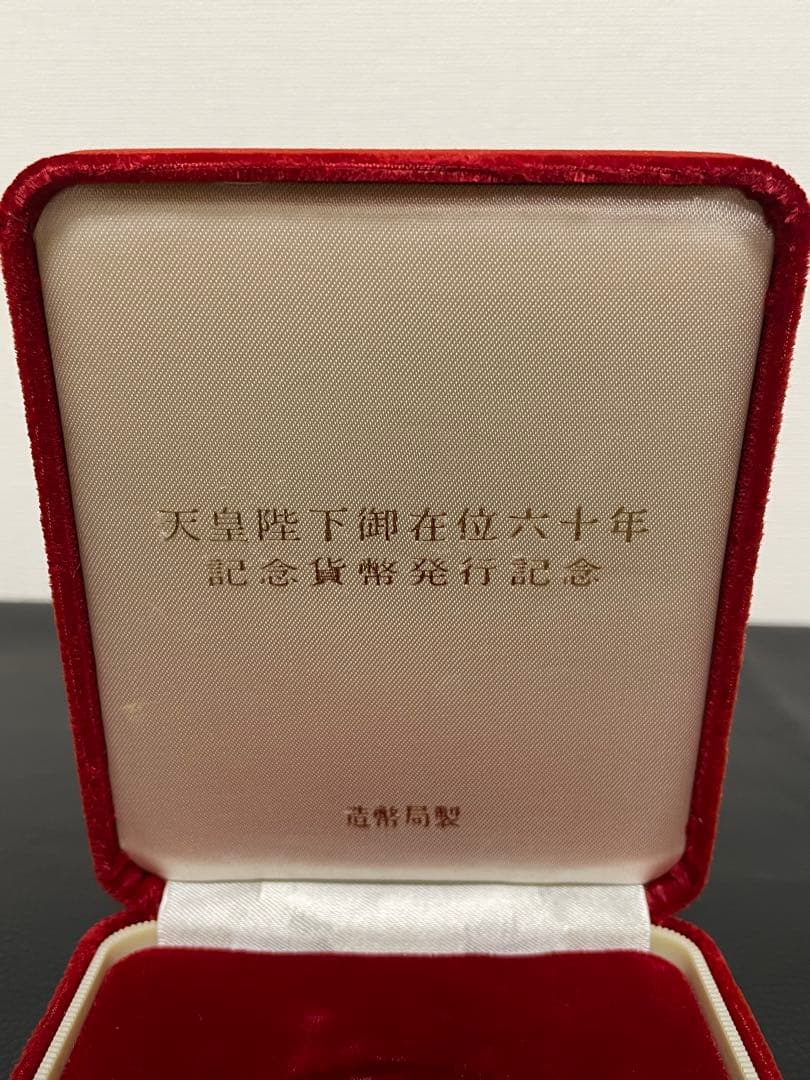 天皇陛下御在位六十年
記念貨幣発行記念
造幣局製